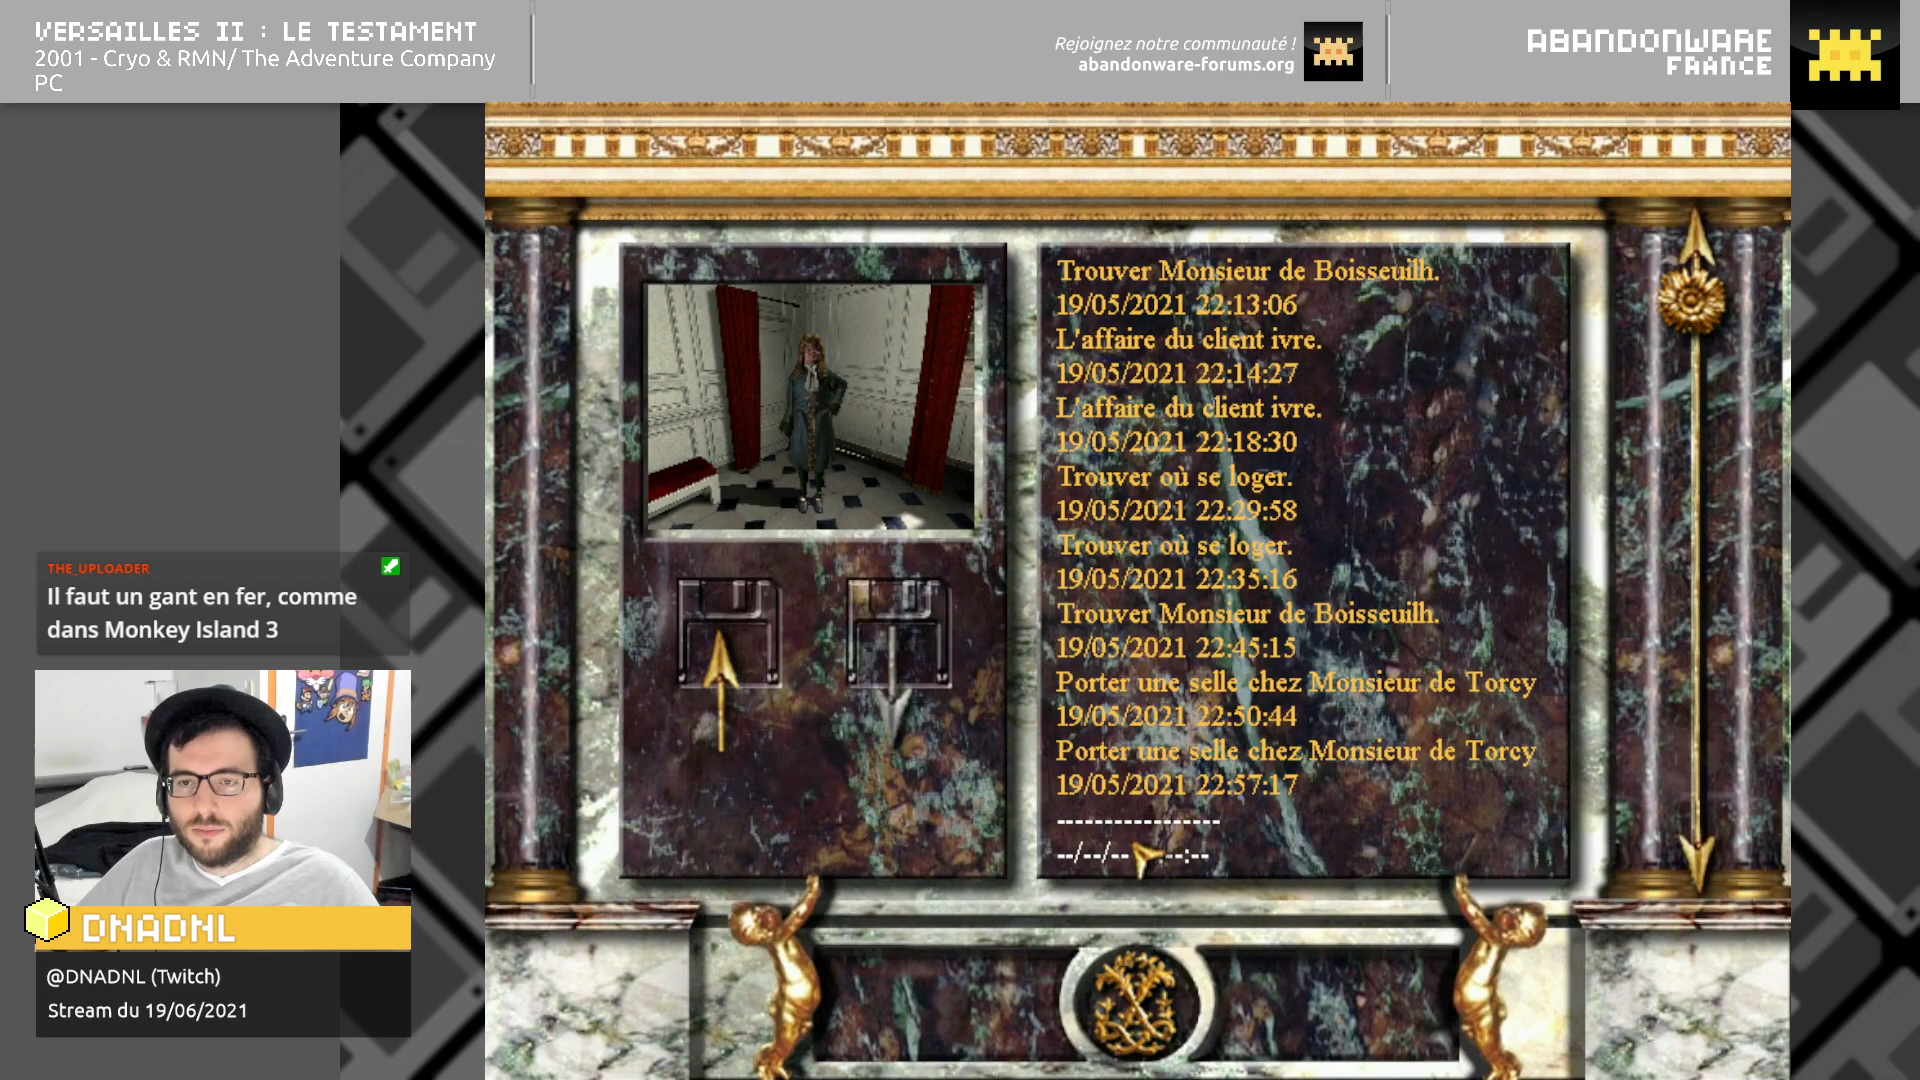 VERSAILLES II : LE TESTAMENT
2001 - Cryo & RMN/ The Adventure Company
PC
Rejoignez notre communauté !
abandonware-forums.org
ABANDONWARE
FRANCE
Trouver Monsieur de Boisseuilh.
19/05/2021 22:13:06
L'affaire du client ivre.
19/05/2021 22:14:27
L'affaire du client ivre.
19/05/2021 22:18:30
Trouver où se loger.
19/05/2021 22:29:58
Trouver où se loger.
19/05/2021 22:35:16
Trouver Monsieur de Boisseuilh.
19/05/2021 22:45:15
Porter une selle chez Monsieur de Torcy
19/05/2021 22:50:44
Porter une selle chez Monsieur de Torcy
19/05/2021 22:57:17
-----------------
--/--/-- --:--
THE_UPLOADER
Il faut un gant en fer, comme
dans Monkey Island 3
DNADNL
@DNADNL (Twitch)
Stream du 19/06/2021